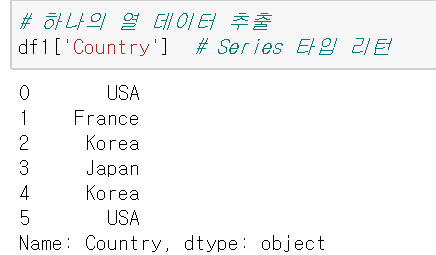 # 하나의 열 데이터 추출
df1['Country']  # Series 타입 리턴
0       USA
1    France
2     Korea
3     Japan
4     Korea
5       USA
Name: Country, dtype: object